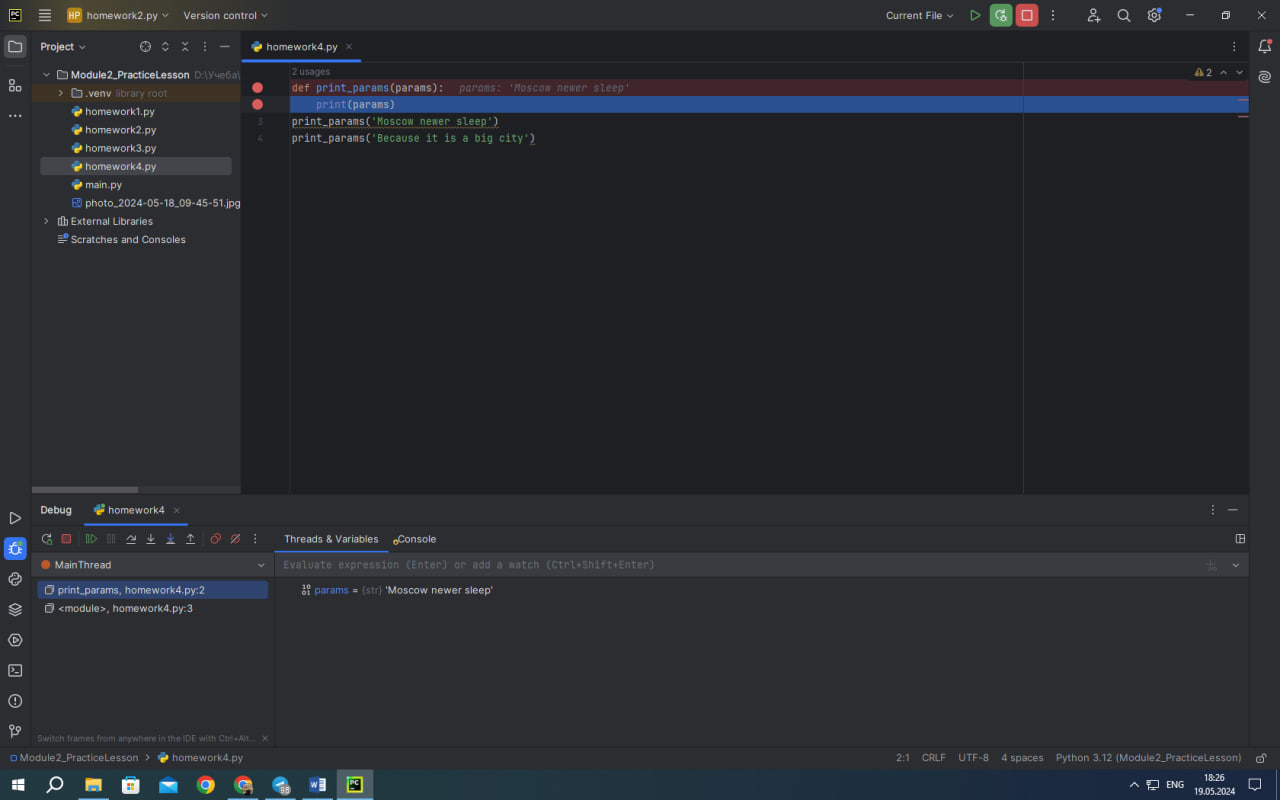 PC HP homework2.py Version control Current File
Project
homework4.py
Module2_PracticeLesson D:\Учеба\
.venv library root
homework1.py
homework2.py
homework3.py
homework4.py
main.py
photo_2024-05-18_09-45-51.jpg
External Libraries
Scratches and Consoles
2 usages
2
def print_params(params): params: 'Moscow newer sleep'
print(params)
3 print_params('Moscow newer sleep')
4 print_params('Because it is a big city')
Debug homework4
Threads & Variables Console
MainThread
Evaluate expression (Enter) or add a watch (Ctrl+Shift+Enter)
print_params, homework4.py:2
<module>, homework4.py:3
params = {str} 'Moscow newer sleep'
Switch frames from anywhere in the IDE with Ctrl+Alt...
Module2_PracticeLesson > homework4.py 2:1 CRLF UTF-8 4 spaces Python 3.12 (Module2_PracticeLesson)
98
W
PC
ENG
18:26
19.05.2024